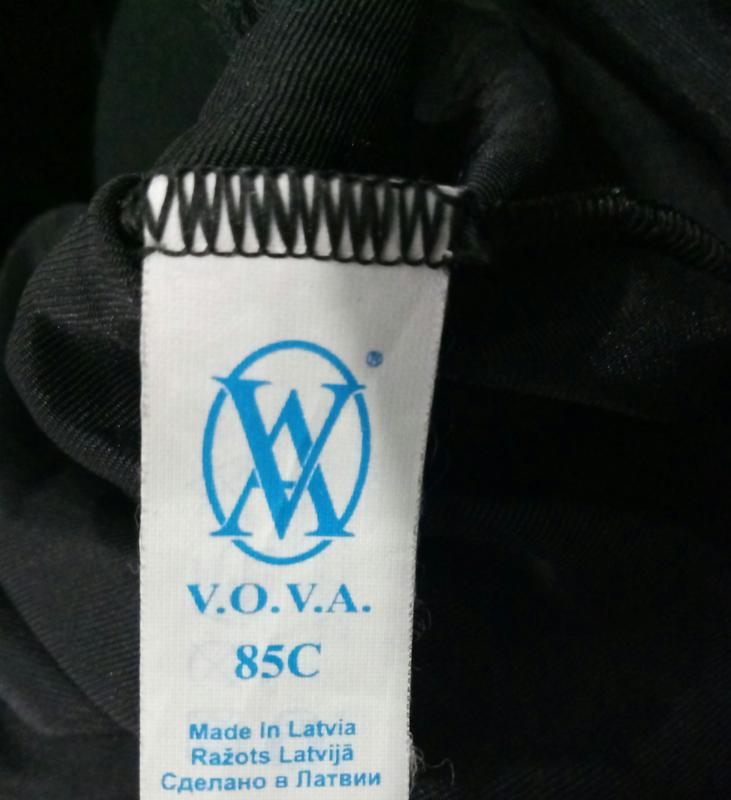 ®
V.O.V.A.
85C
Made In Latvia
Ražots Latvijā
Сделано в Латвии